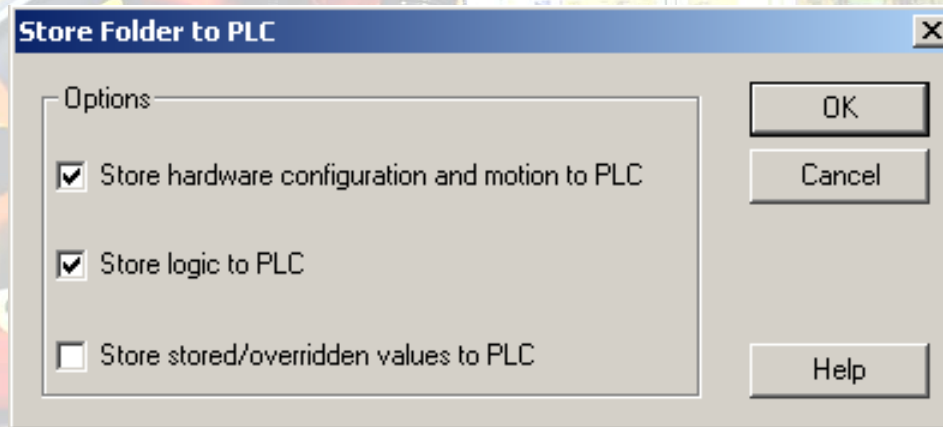 Store Folder to PLC
Options
OK
Store hardware configuration and motion to PLC
Cancel
Store logic to PLC
Store stored/overridden values to PLC
Help